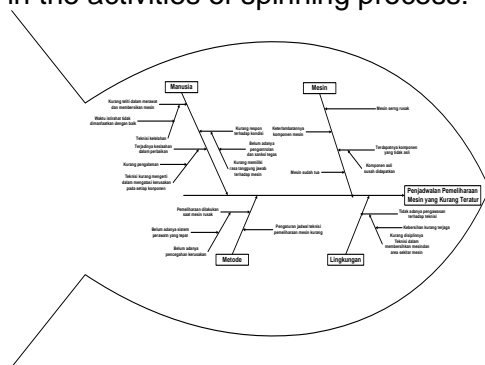 in the activities of spinning process.
Manusia
Mesin
Kurang teliti dalam merawat
dan membersihkan mesin
Mesin sering rusak
Waktu istirahat tidak
dimanfaatkan dengan baik
Kurang respon
terhadap kondisi
Keterlambatannya
komponen mesin
Teknisi kelelahan
Terjadinya kesalahan
dalam perbaikan
Belum adanya
pengontrolan
dan sanksi tegas
Terdapatnya komponen
yang tidak asli
Kurang pengalaman
Kurang memiliki
rasa tanggung jawab
terhadap mesin
Komponen asli
susah didapatkan
Teknisi kurang mengerti
dalam mengatasi kerusakan
pada setiap komponen
Mesin sudah tua
Penjadwalan Pemeliharaan
Mesin yang Kurang Teratur
Pemeliharaan dilakukan
saat mesin rusak
Tidak adanya pengawasan
terhadap teknisi
Belum adanya sistem
perawatan yang tepat
Pengaturan jadwal teknisi
pemeliharaan mesin kurang
Kebersihan kurang terjaga
Kurang disiplinnya
Teknisi dalam
membersihkan mesin dan
area sekitar mesin
Belum adanya
pencegahan kerusakan
Metode
Lingkungan